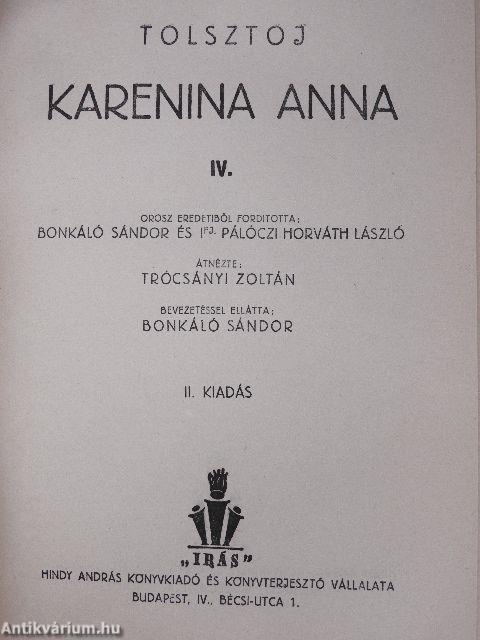 TOLSZTOJ
KARENINA ANNA
IV.
OROSZ EREDETIBŐL FORDITOTTA:
BONKÁLÓ SÁNDOR ÉS IFJ. PÁLÓCZI HORVÁTH LÁSZLÓ
ÁTNÉZTE:
TRÓCSÁNYI ZOLTÁN
BEVEZETÉSSEL ELLÁTTA:
BONKÁLÓ SÁNDOR
II. KIADÁS
„IRÁS"
HINDY ANDRÁS KÖNYVKIADÓ ÉS KÖNYVTERJESZTŐ VÁLLALATA
BUDAPEST, IV., BÉCSI-UTCA 1.
Antikvárium.hu